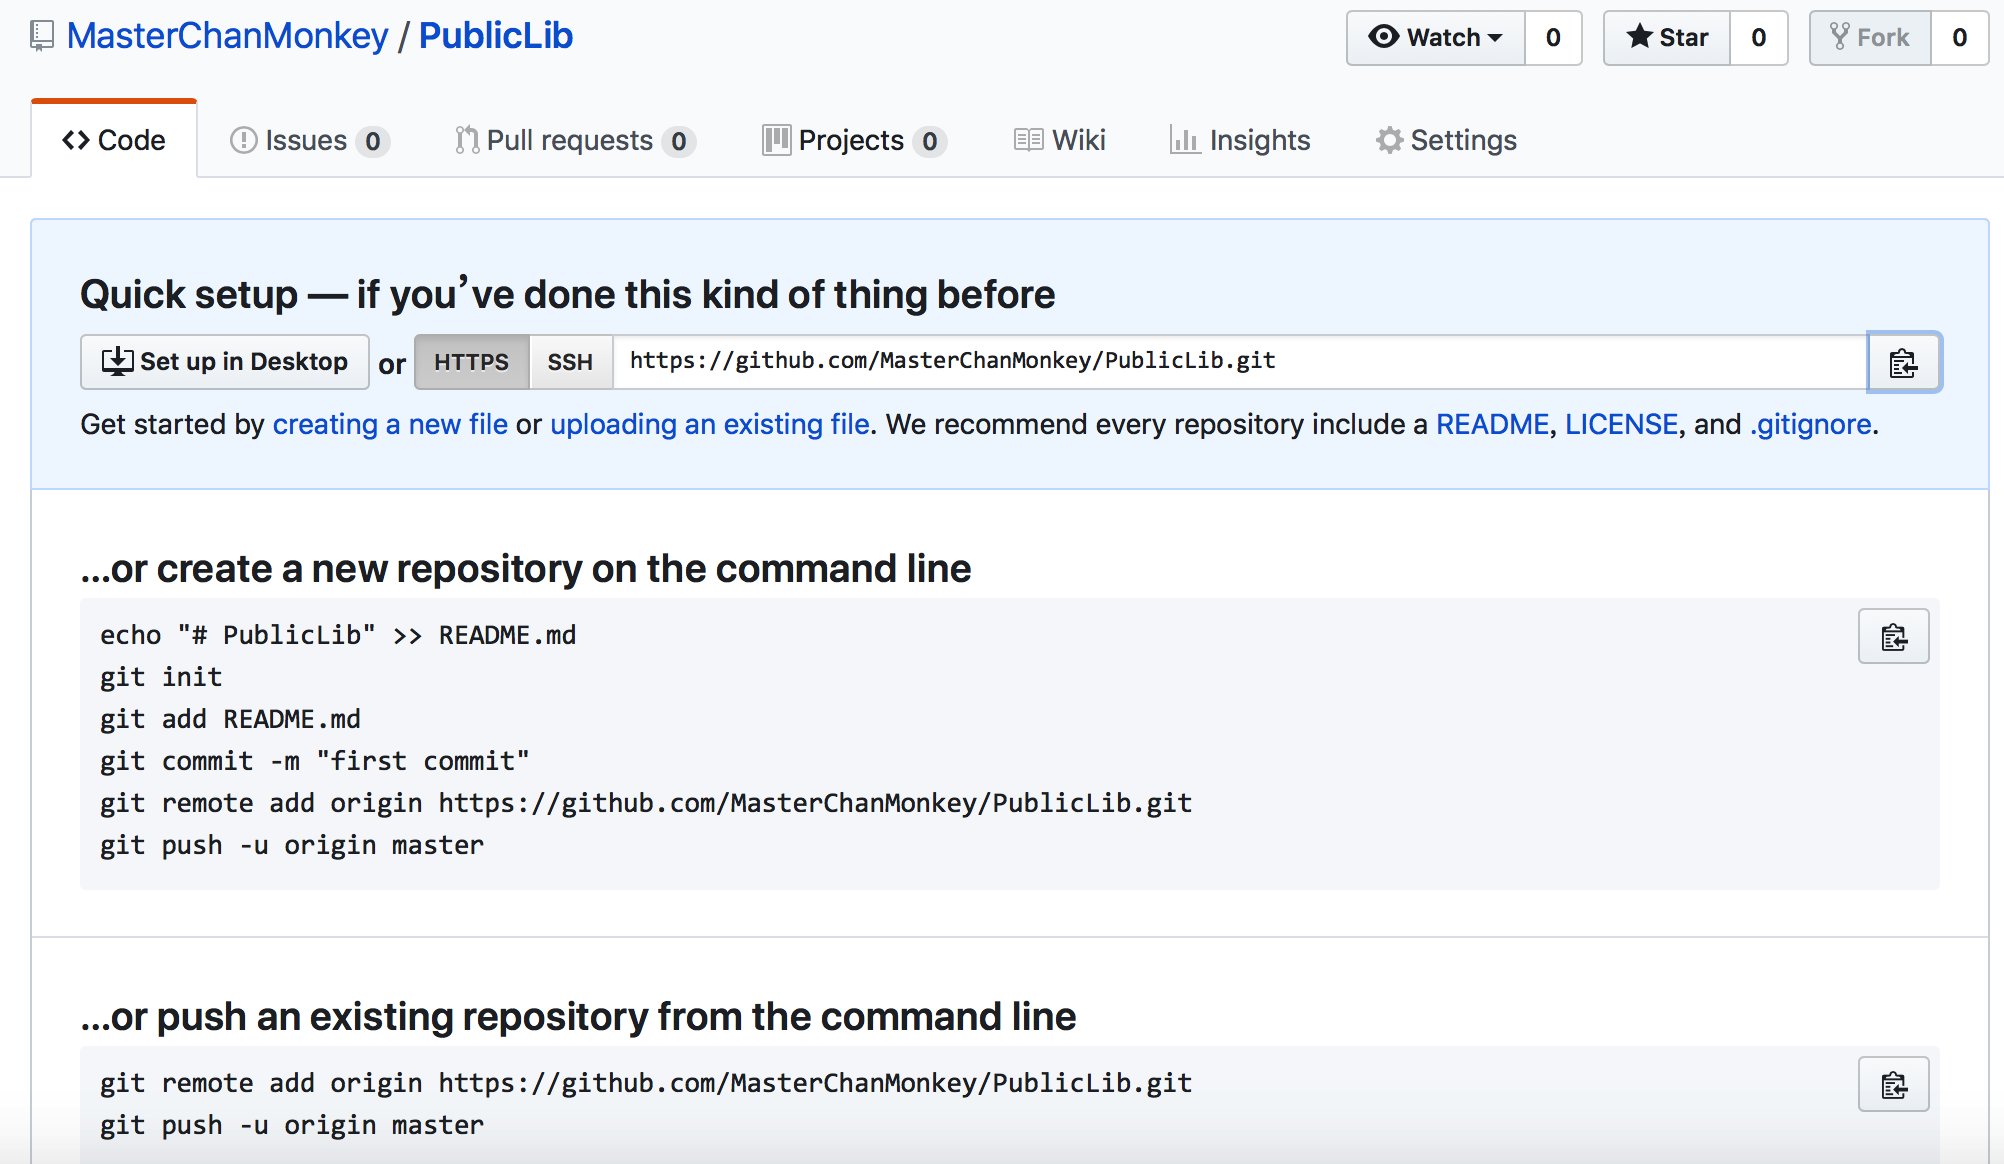 MasterChanMonkey / PublicLib
Watch 0 Star 0 Fork 0
Code Issues 0 Pull requests 0 Projects 0 Wiki Insights Settings
Quick setup — if you’ve done this kind of thing before
Set up in Desktop or HTTPS SSH https://github.com/MasterChanMonkey/PublicLib.git
Get started by creating a new file or uploading an existing file. We recommend every repository include a README, LICENSE, and .gitignore.
…or create a new repository on the command line
echo "# PublicLib" >> README.md
git init
git add README.md
git commit -m "first commit"
git remote add origin https://github.com/MasterChanMonkey/PublicLib.git
git push -u origin master
…or push an existing repository from the command line
git remote add origin https://github.com/MasterChanMonkey/PublicLib.git
git push -u origin master